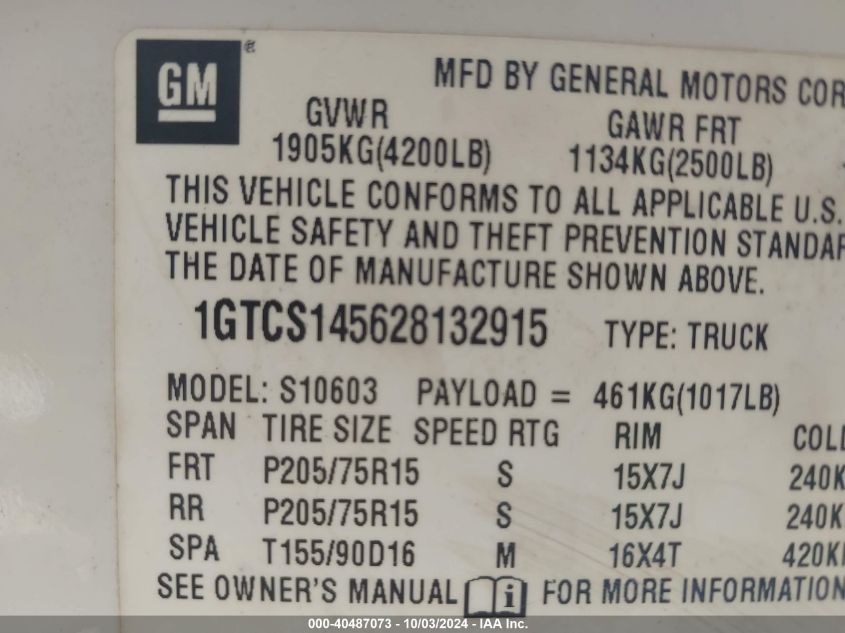 GM ®
MFD BY GENERAL MOTORS COR
GVWR GAWR FRT
1905KG(4200LB) 1134KG(2500LB)
THIS VEHICLE CONFORMS TO ALL APPLICABLE U.S.
VEHICLE SAFETY AND THEFT PREVENTION STANDAR
THE DATE OF MANUFACTURE SHOWN ABOVE.
1GTCS145628132915 TYPE: TRUCK
MODEL: S10603 PAYLOAD = 461KG(1017LB)
SPAN TIRE SIZE SPEED RTG RIM COLD
FRT P205/75R15 S 15X7J 240K
RR P205/75R15 S 15X7J 240K
SPA T155/90D16 M 16X4T 420K
SEE OWNER'S MANUAL i FOR MORE INFORMATION
000-40487073 - 10/03/2024 - IAA Inc.